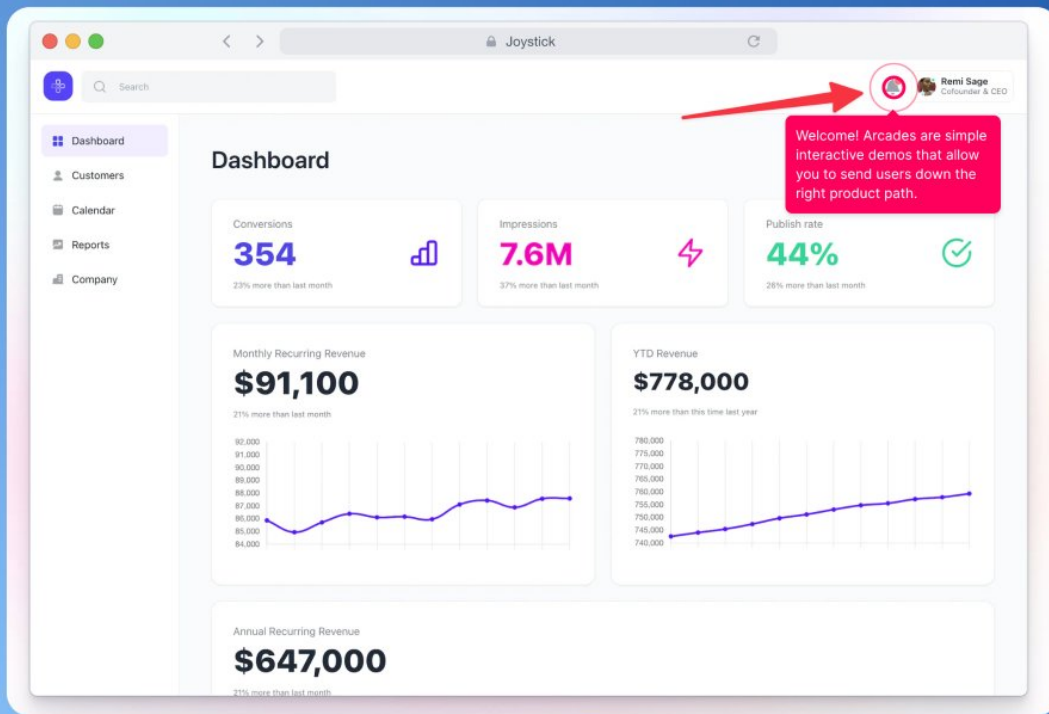 Joystick
Search
Remi Sage
Cofounder & CEO
Welcome! Arcades are simple
interactive demos that allow
you to send users down the
right product path.
Dashboard
Customers
Calendar
Reports
Company
Dashboard
Conversions
354
23% more than last month
Impressions
7.6M
37% more than last month
Publish rate
44%
26% more than last month
Monthly Recurring Revenue
$91,100
21% more than last month
92,000
91,000
90,000
89,000
88,000
87,000
86,000
85,000
84,000
YTD Revenue
$778,000
21% more than this time last year
780,000
775,000
770,000
765,000
760,000
755,000
750,000
745,000
740,000
Annual Recurring Revenue
$647,000
21% more than last month